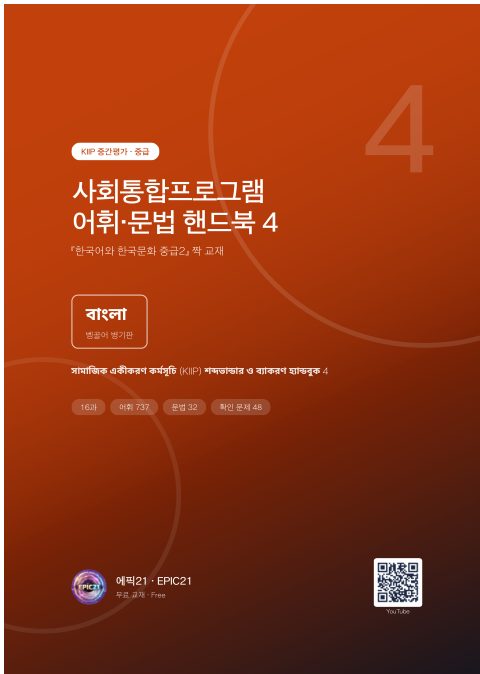 4
KIIP 중간평가 · 중급
사회통합프로그램
어휘·문법 핸드북 4
『한국어와 한국문화 중급2』 짝 교재
বাংলা
벵골어 병기판
সামাজিক একীকরণ কর্মসূচি (KIIP) শব্দভান্ডার ও ব্যাকরণ হ্যান্ডবুক 4
16과
어휘 737
문법 32
확인 문제 48
EPIC21
에픽21 · EPIC21
무료 교재 · Free
YouTube